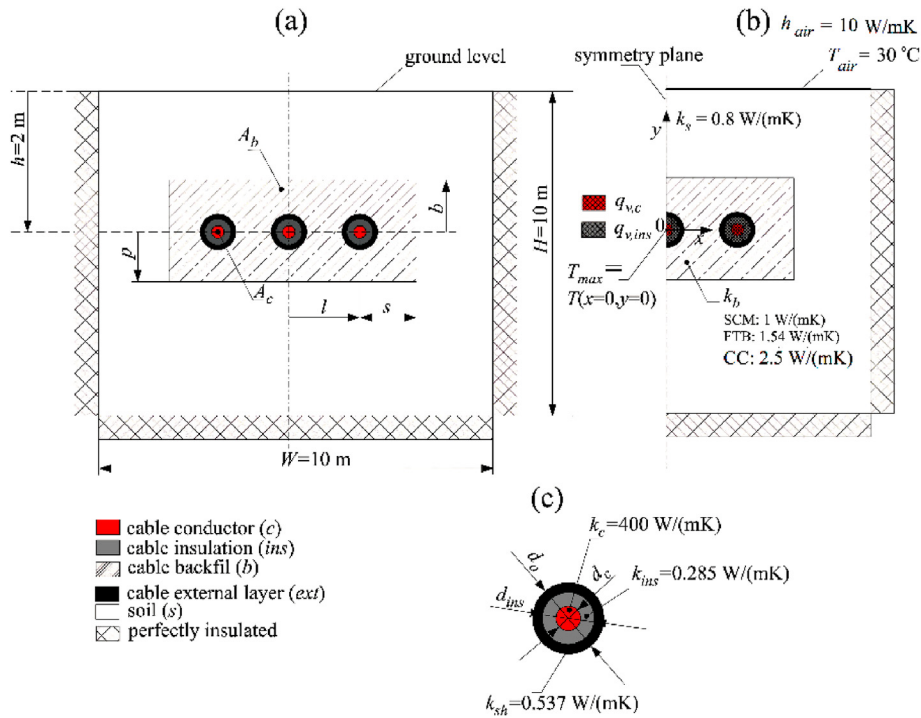 (a)
ground level
h=2 m
A_b
b
p
A_c
l
s
H=10 m
W=10 m
(b)
h_air = 10 W/mK
T_air = 30 °C
symmetry plane
y
k_s = 0.8 W/(mK)
q_v,c
q_v,ins
0
x
T_max =
T(x=0,y=0)
k_b
SCM: 1 W/(mK)
FTB: 1.54 W/(mK)
CC: 2.5 W/(mK)
cable conductor (c)
cable insulation (ins)
cable backfil (b)
cable external layer (ext)
soil (s)
perfectly insulated
(c)
k_c=400 W/(mK)
d_o
d_c
k_ins=0.285 W/(mK)
d_ins
k_sh=0.537 W/(mK)